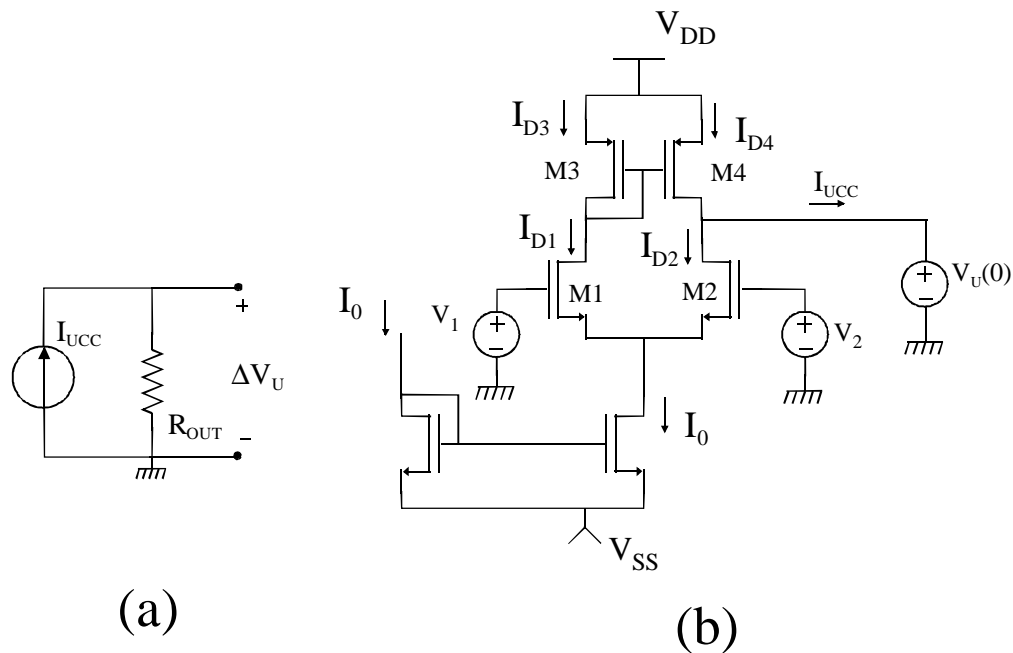 V_DD
I_D3
I_D4
M3
M4
I_UCC
I_D1
I_D2
M1
M2
V_U(0)
I_0
V_1
V_2
+
−
+
−
+
−
I_UCC
+
ΔV_U
R_OUT
−
I_0
V_SS
(a)
(b)